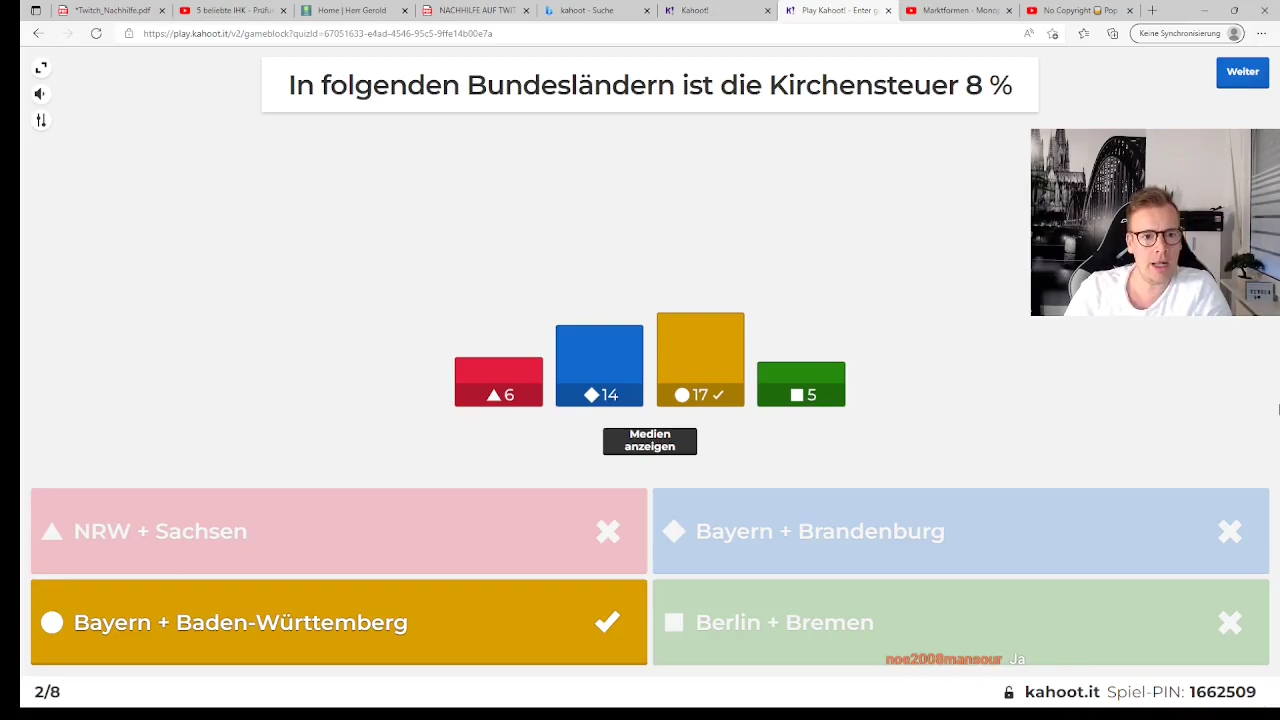 *Twitch_Nachhilfe.pdf
5 beliebte IHK - Prüfur
Home | Herr Gerold
NACHHILFE AUF TWIT
kahoot - Suche
Kahoot!
Play Kahoot! - Enter g
Marktformen - Monop
No Copyright 😀 Pop
https://play.kahoot.it/v2/gameblock?quizId=67051633-e4ad-4546-95c5-9ffe14b00e7a
Keine Synchronisierung
In folgenden Bundesländern ist die Kirchensteuer 8 %
Weiter
6
14
17
5
Medien
anzeigen
NRW + Sachsen
Bayern + Brandenburg
Bayern + Baden-Württemberg
Berlin + Bremen
noe2008mansour Ja
2/8
kahoot.it Spiel-PIN: 1662509